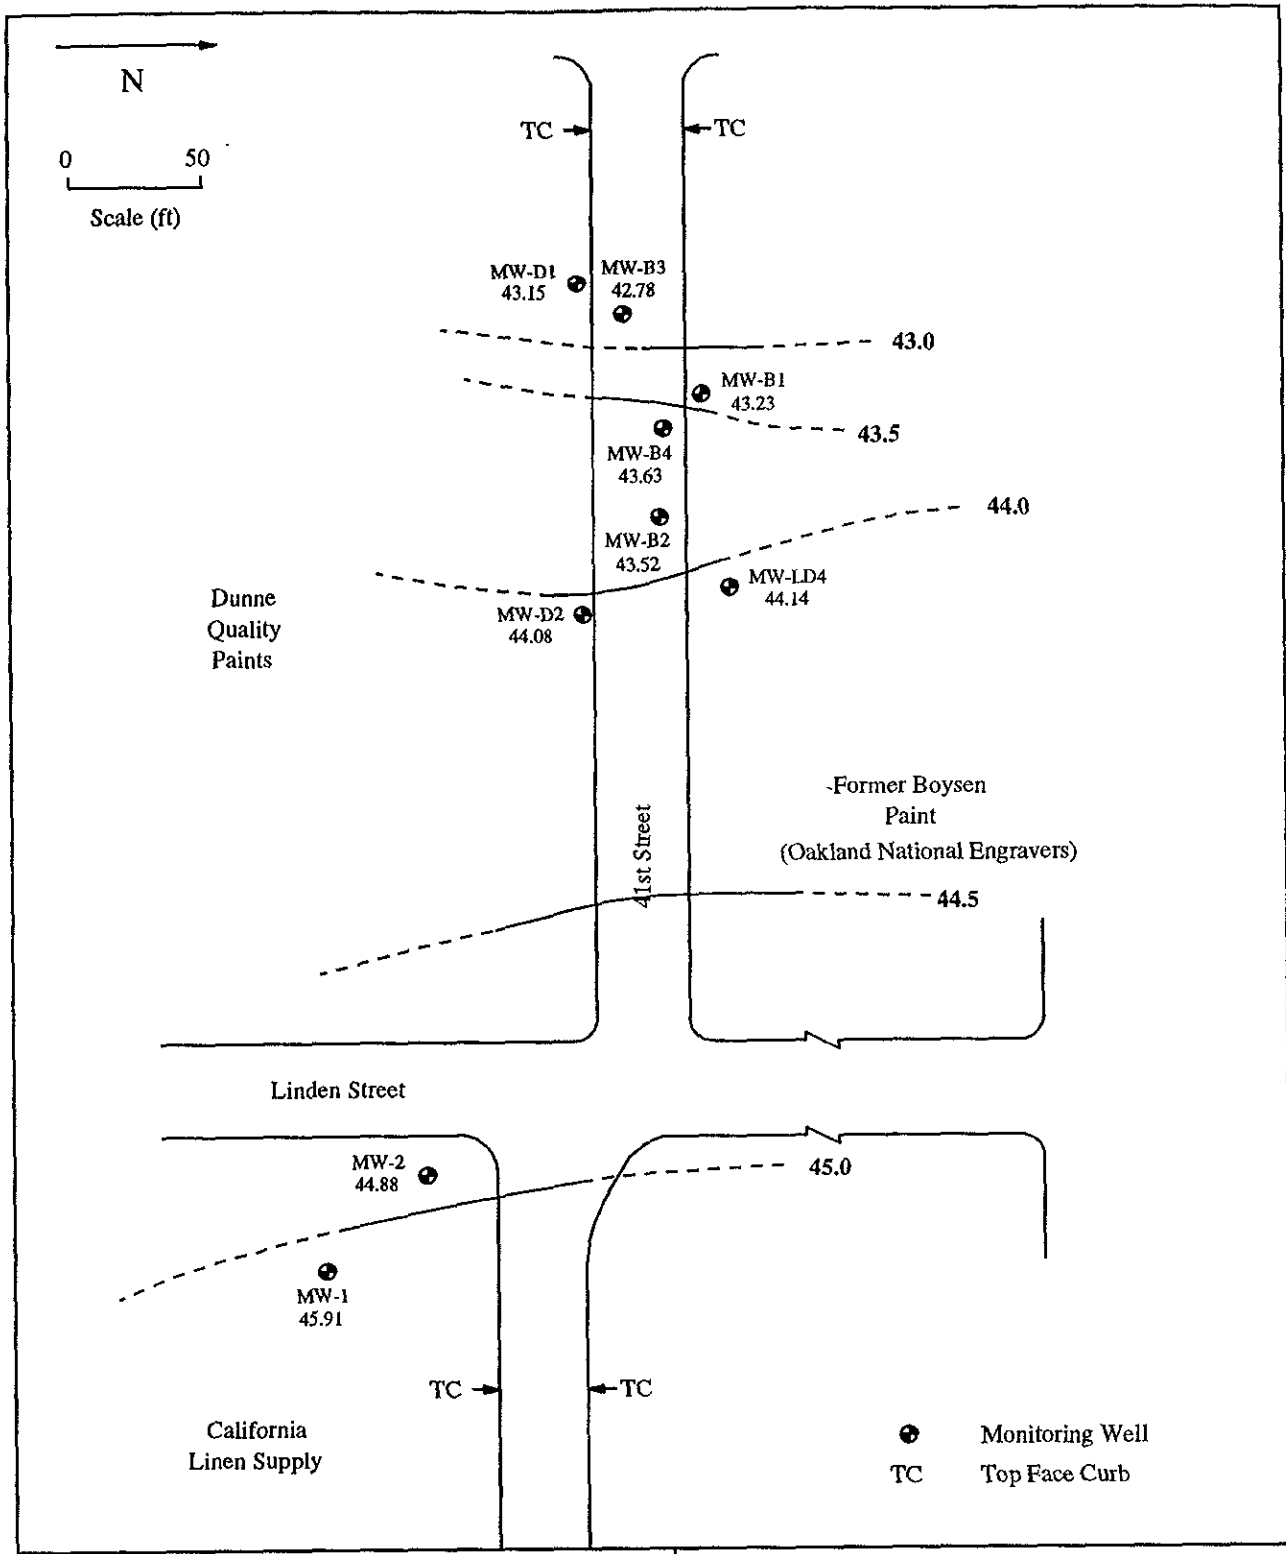 N
0 50
Scale (ft)
TC TC
MW-D1
43.15
MW-B3
42.78
43.0
MW-B1
43.23
43.5
MW-B4
43.63
44.0
MW-B2
43.52
MW-LD4
44.14
MW-D2
44.08
Dunne
Quality
Paints
Former Boysen
Paint
(Oakland National Engravers)
41st Street
44.5
Linden Street
MW-2
44.88
45.0
MW-1
45.91
TC TC
California
Linen Supply
Monitoring Well
TC Top Face Curb